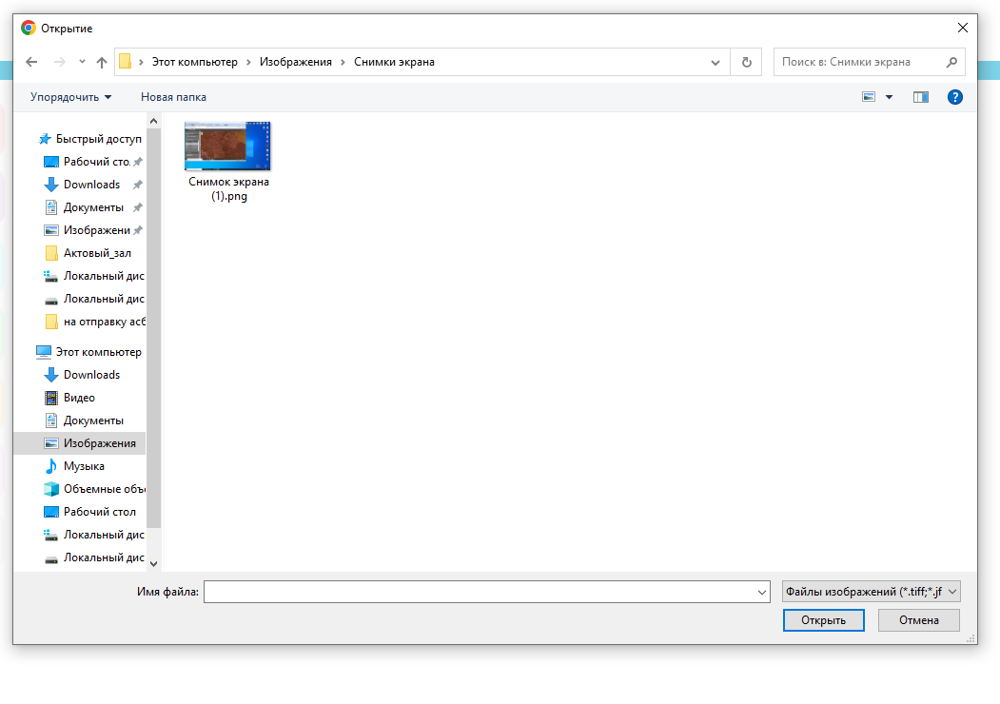 Открытие
Этот компьютер
Изображения
Снимки экрана
Поиск в: Снимки экрана
Упорядочить
Новая папка
?
Быстрый доступ
Рабочий сто.
Downloads
Документы
Изображени
Актовый_зал
Локальный дис
Локальный дис
на отправку асб
Этот компьютер
Downloads
Видео
Документы
Изображения
Музыка
Объемные объ
Рабочий стол
Локальный дис
Локальный дис
Снимок экрана
(1).png
Имя файла:
Файлы изображений (*.tiff;*.jf
Открыть
Отмена